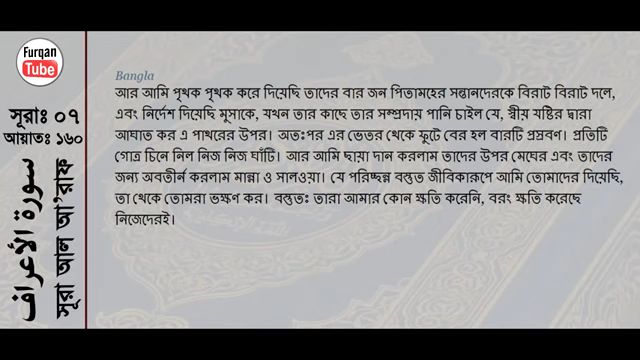 Furqan
Tube
সূরাঃ ০৭
আয়াতঃ ১৬০
سورة الأعراف
সূরা আল আ'রাফ
Bangla
আর আমি পৃথক পৃথক করে দিয়েছি তাদের বার জন পিতামহের সন্তানদেরকে বিরাট বিরাট দলে,
এবং নির্দেশ দিয়েছি মুসাকে, যখন তার কাছে তার সম্প্রদায় পানি চাইল যে, স্বীয় যষ্টির দ্বারা
আঘাত কর এ পাথরের উপর। অতঃপর এর ভেতর থেকে ফুটে বের হল বারটি প্রস্রবণ। প্রতিটি
গোত্র চিনে নিল নিজ নিজ ঘাঁটি। আর আমি ছায়া দান করলাম তাদের উপর মেঘের এবং তাদের
জন্য অবতীর্ন করলাম মান্না ও সালওয়া। যে পরিচ্ছন্ন বস্তুত জীবিকারূপে আমি তোমাদের দিয়েছি,
তা থেকে তোমরা ভক্ষণ কর। বস্তুতঃ তারা আমার কোন ক্ষতি করেনি, বরং ক্ষতি করেছে
নিজেদেরই।